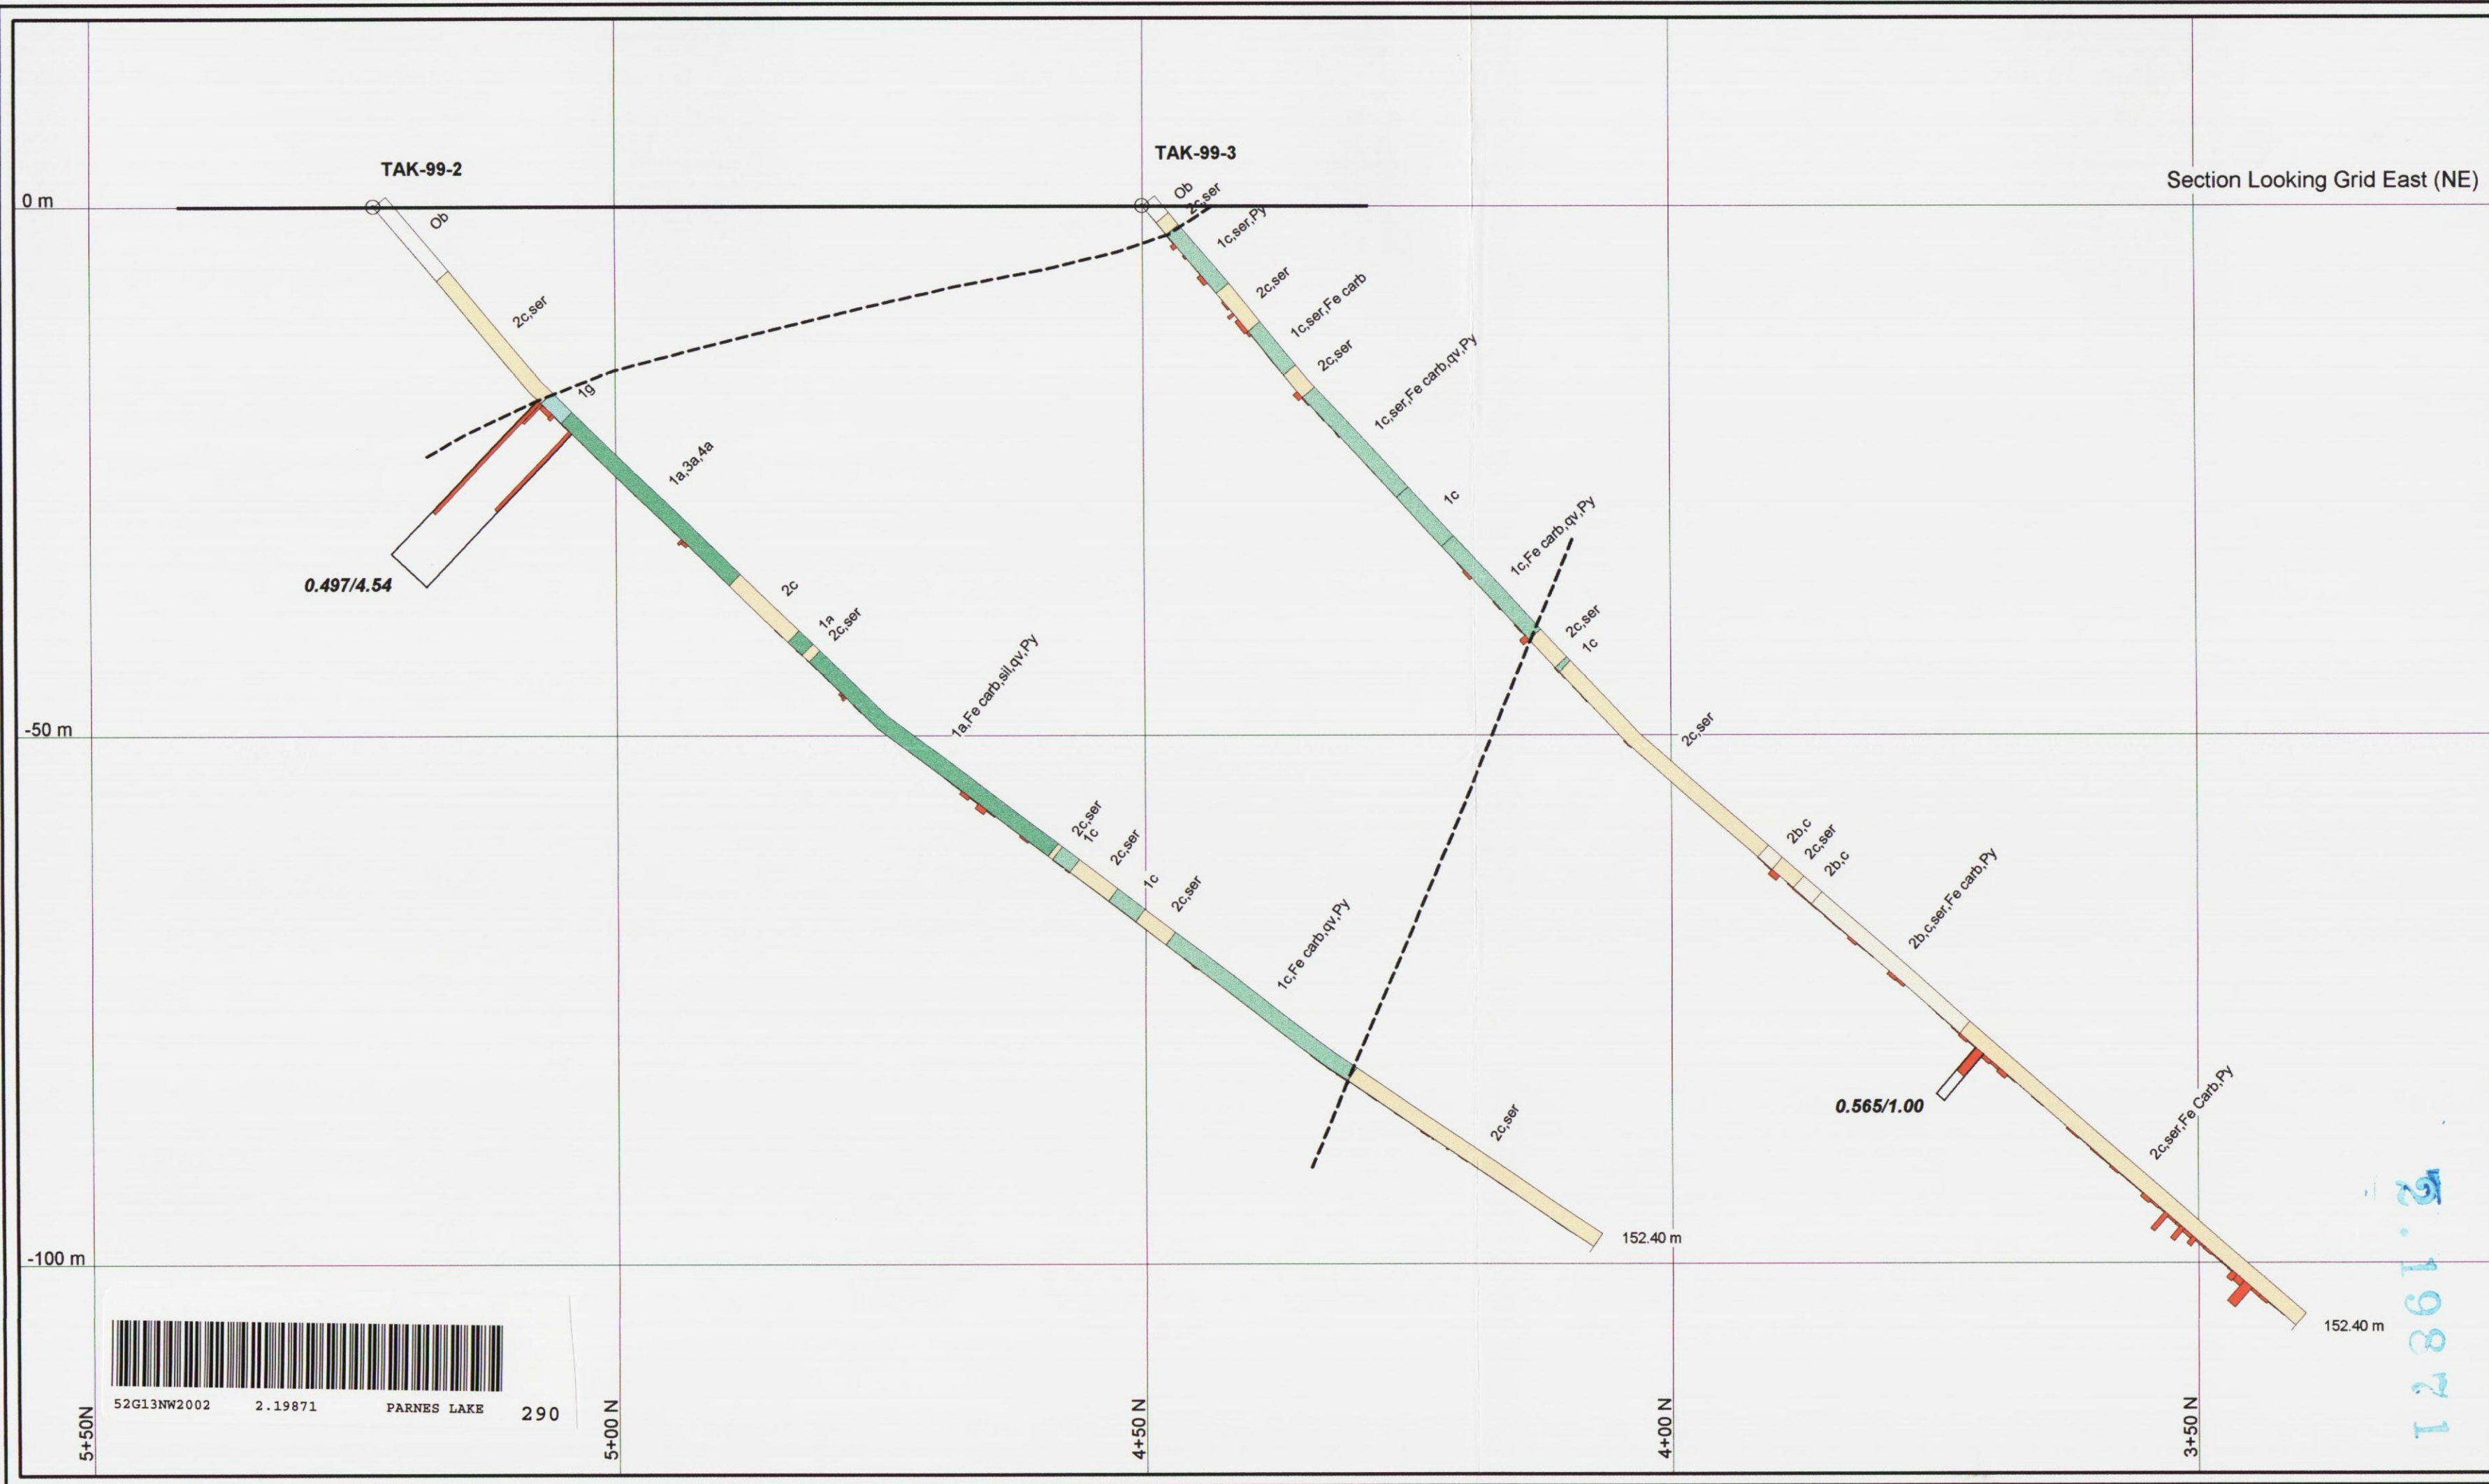 TAK-99-2
TAK-99-3
Section Looking Grid East (NE)
0 m
Ob
2c,ser
1g
1a,3a,4a
2c
1a
2c,ser
1a,Fe carb,sil,qv,Py
2c,ser
1c
2c,ser
1c
2c,ser
1c,Fe carb,qv,Py
2c,ser
152.40 m
0.497/4.54
Ob
2c,ser
1c,ser,Py
2c,ser
1c,ser,Fe carb
2c,ser
1c,ser,Fe carb,qv,Py
1c
1c,Fe carb,qv,Py
2c,ser
1c
2c,ser
2b,c
2c,ser
2b,c
2b,c,ser,Fe carb,Py
2c,ser,Fe Carb,Py
152.40 m
0.565/1.00
-50 m
-100 m
52G13NW2002 2.19871 PARNES LAKE 290
5+50N
5+00 N
4+50 N
4+00 N
3+50 N
2.19871